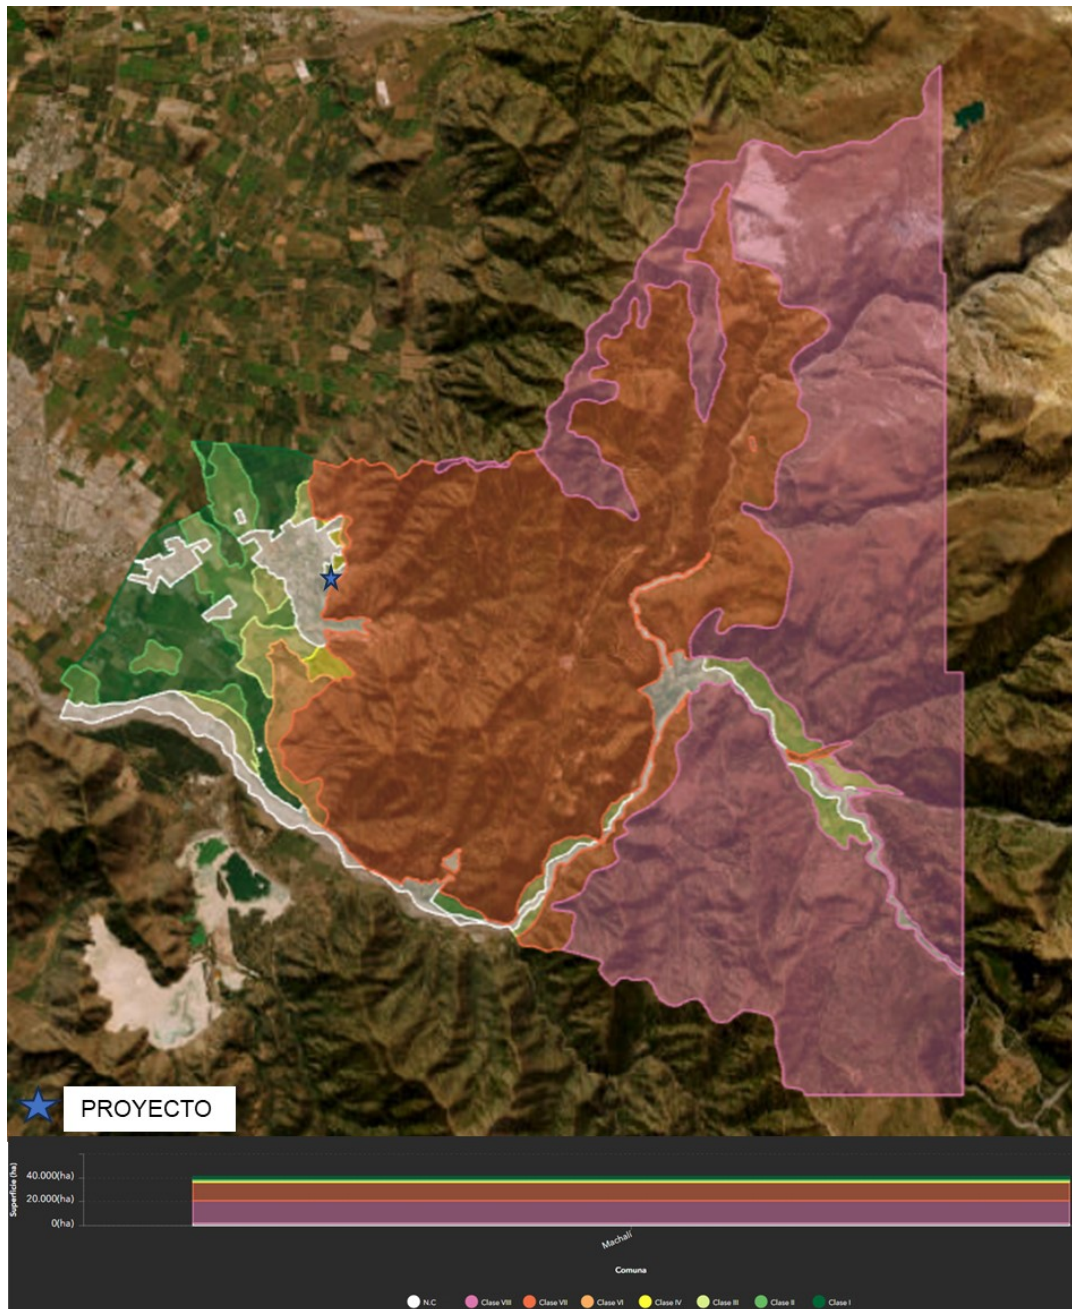 PROYECTO
Superficie (ha)
40.000(ha)
20.000(ha)
0(ha)
Machalí
Comuna
N.C
Clase VIII
Clase VII
Clase VI
Clase IV
Clase III
Clase II
Clase I